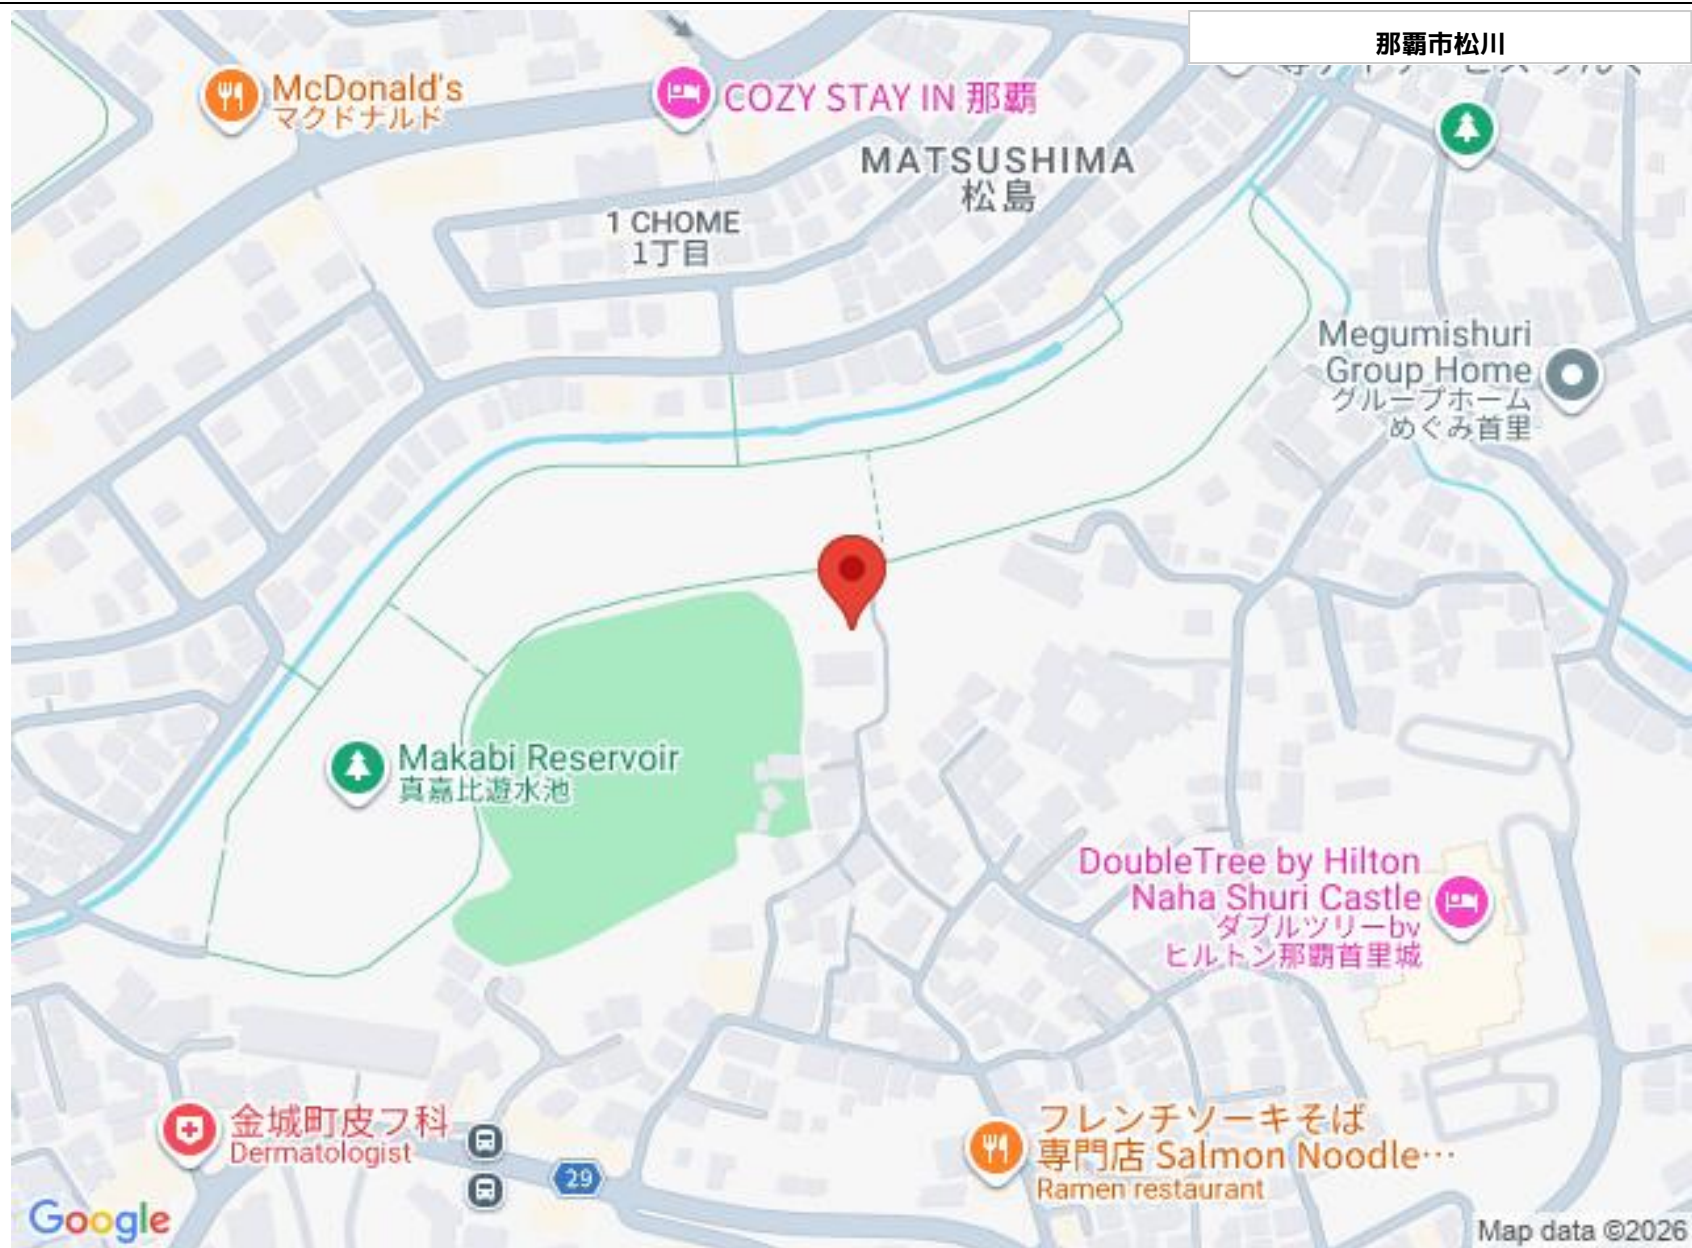 那覇市松川
McDonald's
マクドナルド
COZY STAY IN 那覇
MATSUSHIMA
松島
1 CHOME
1丁目
Megumishuri
Group Home
グループホーム
めぐみ首里
Makabi Reservoir
真嘉比遊水池
DoubleTree by Hilton
Naha Shuri Castle
ダブルツリーby
ヒルトン那覇首里城
金城町皮フ科
Dermatologist
29
フレンチソーキそば
専門店 Salmon Noodle…
Ramen restaurant
Google
Map data ©2026